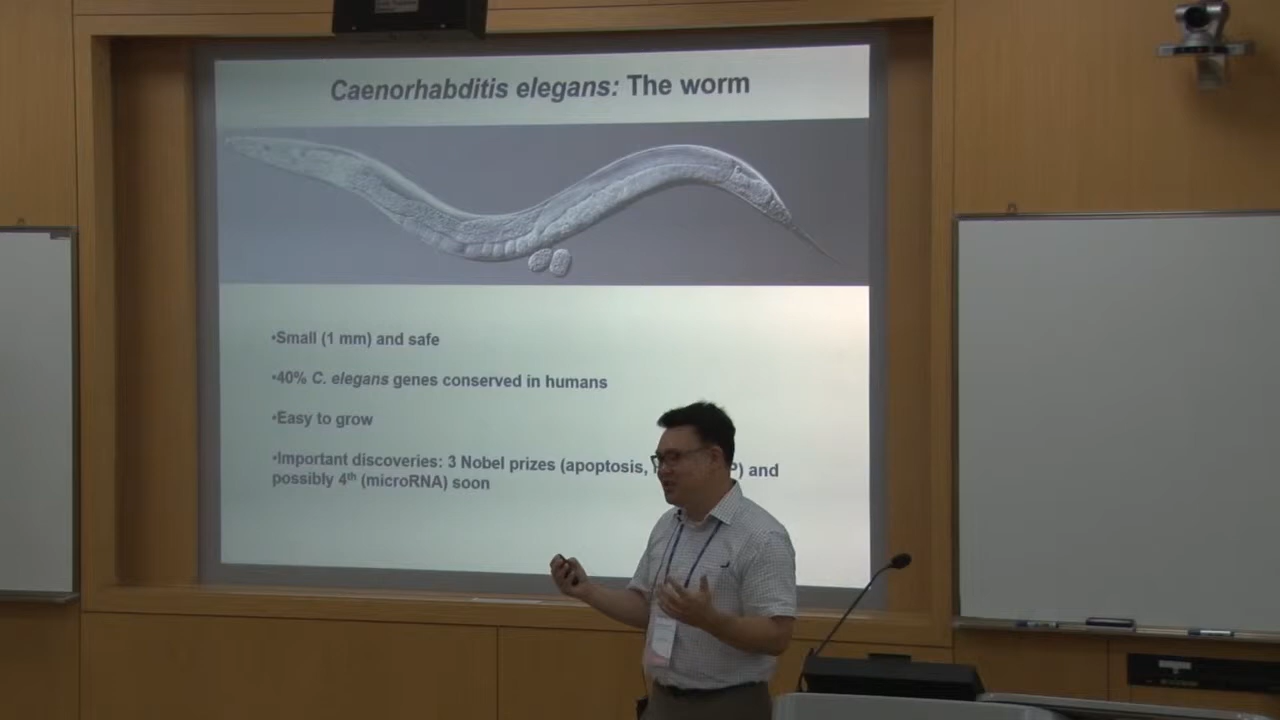 Caenorhabditis elegans: The worm
•Small (1 mm) and safe
•40% C. elegans genes conserved in humans
•Easy to grow
•Important discoveries: 3 Nobel prizes (apoptosis, P) and
possibly 4th (microRNA) soon